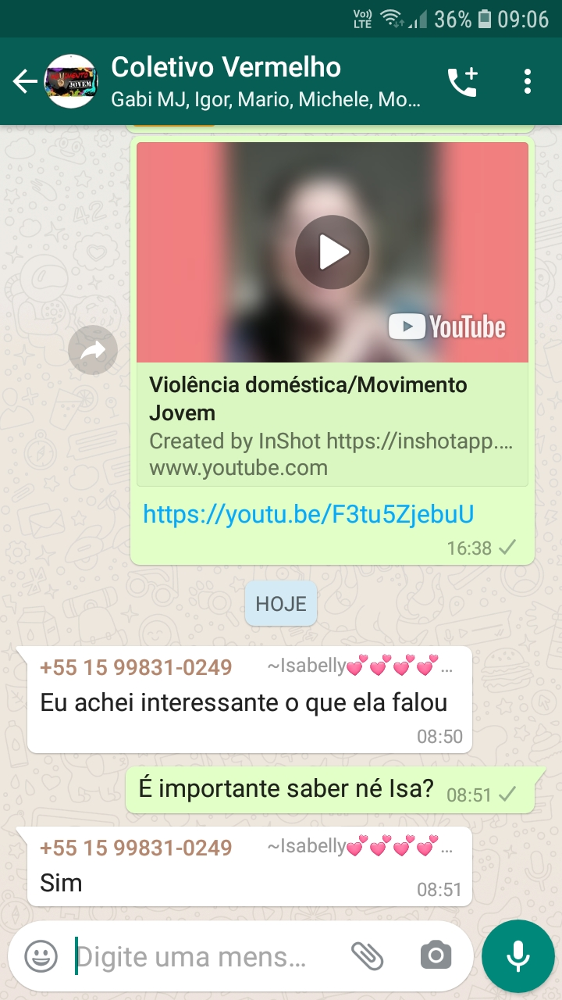 Vo)) LTE 36% 09:06
Coletivo Vermelho
Gabi MJ, Igor, Mario, Michele, Mo...
JOVEM
YouTube
Violência doméstica/Movimento
Jovem
Created by InShot https://inshotapp....
www.youtube.com
https://youtu.be/F3tu5ZjebuU
16:38
HOJE
+55 15 99831-0249 ~Isabelly💕💕💕💕...
Eu achei interessante o que ela falou
08:50
É importante saber né Isa? 08:51
+55 15 99831-0249 ~Isabelly💕💕💕💕...
Sim
08:51
Digite uma mens...